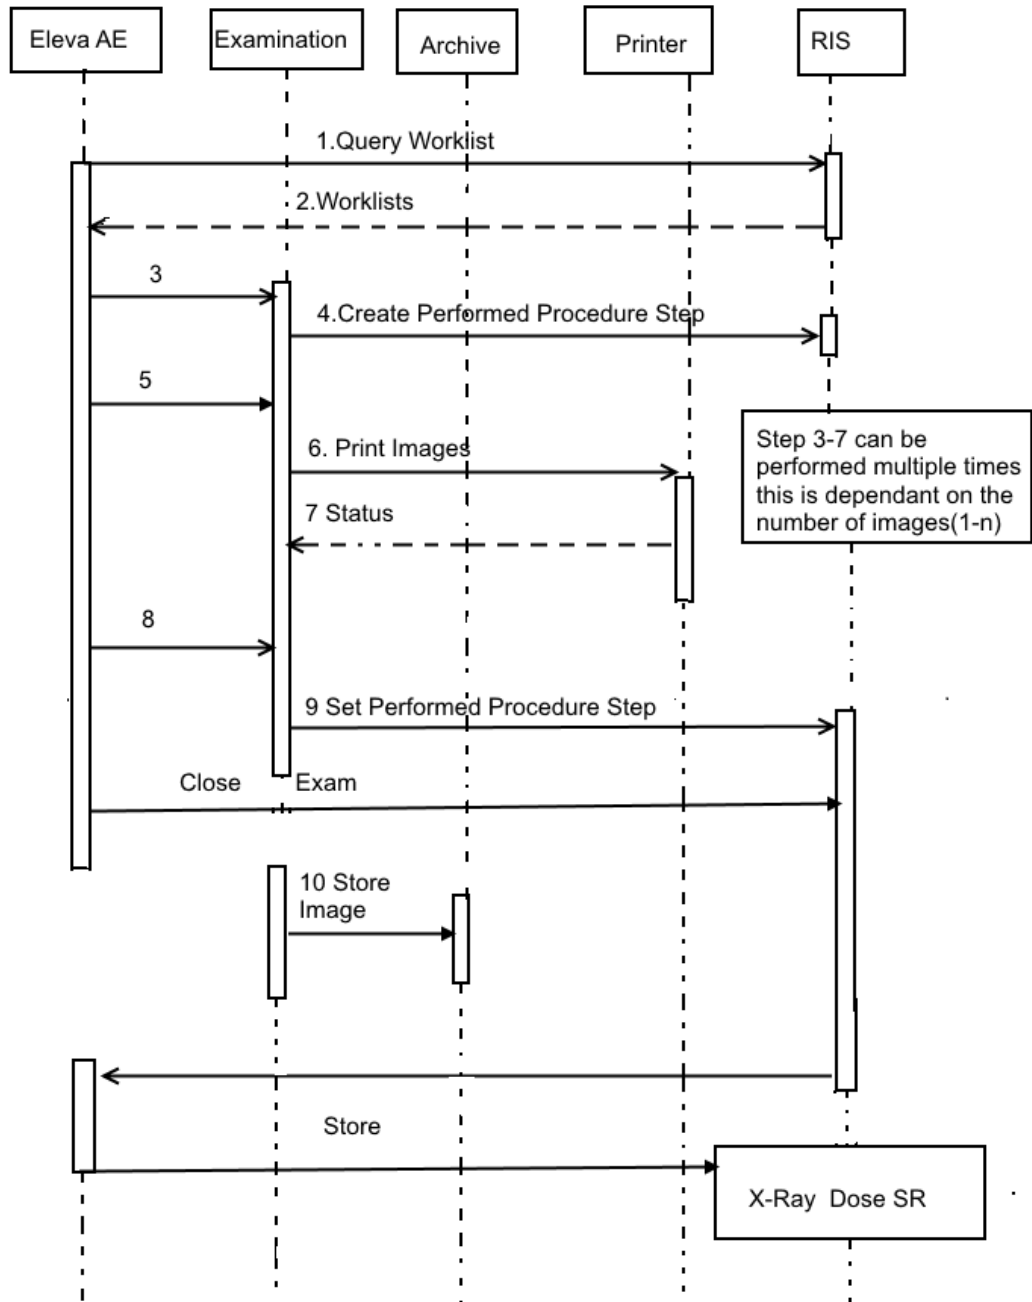 Eleva AE
Examination
Archive
Printer
RIS
1.Query Worklist
2.Worklists
3
4.Create Performed Procedure Step
5
6. Print Images
Step 3-7 can be
performed multiple times
this is dependant on the
number of images(1-n)
7 Status
8
9 Set Performed Procedure Step
Close Exam
10 Store
Image
Store
X-Ray Dose SR